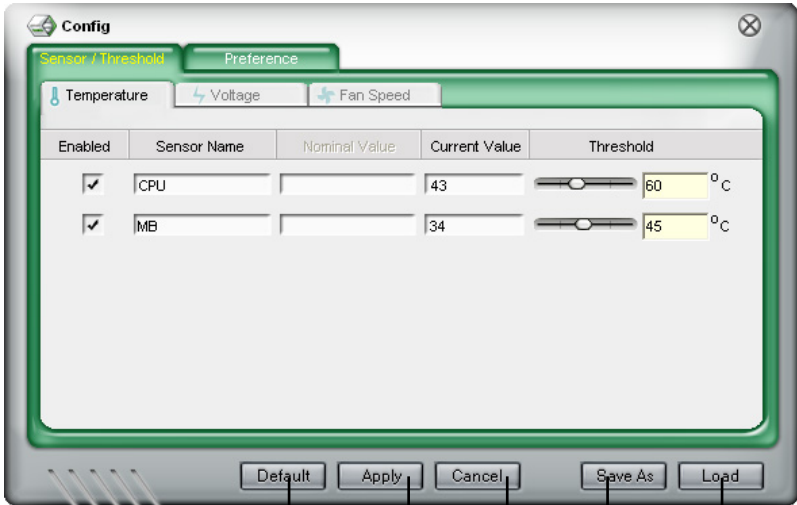 Config
Sensor / Threshold Preference
Temperature Voltage Fan Speed
Enabled Sensor Name Nominal Value Current Value Threshold
CPU 43 60 °C
MB 34 45 °C
Default Apply Cancel Save As Load